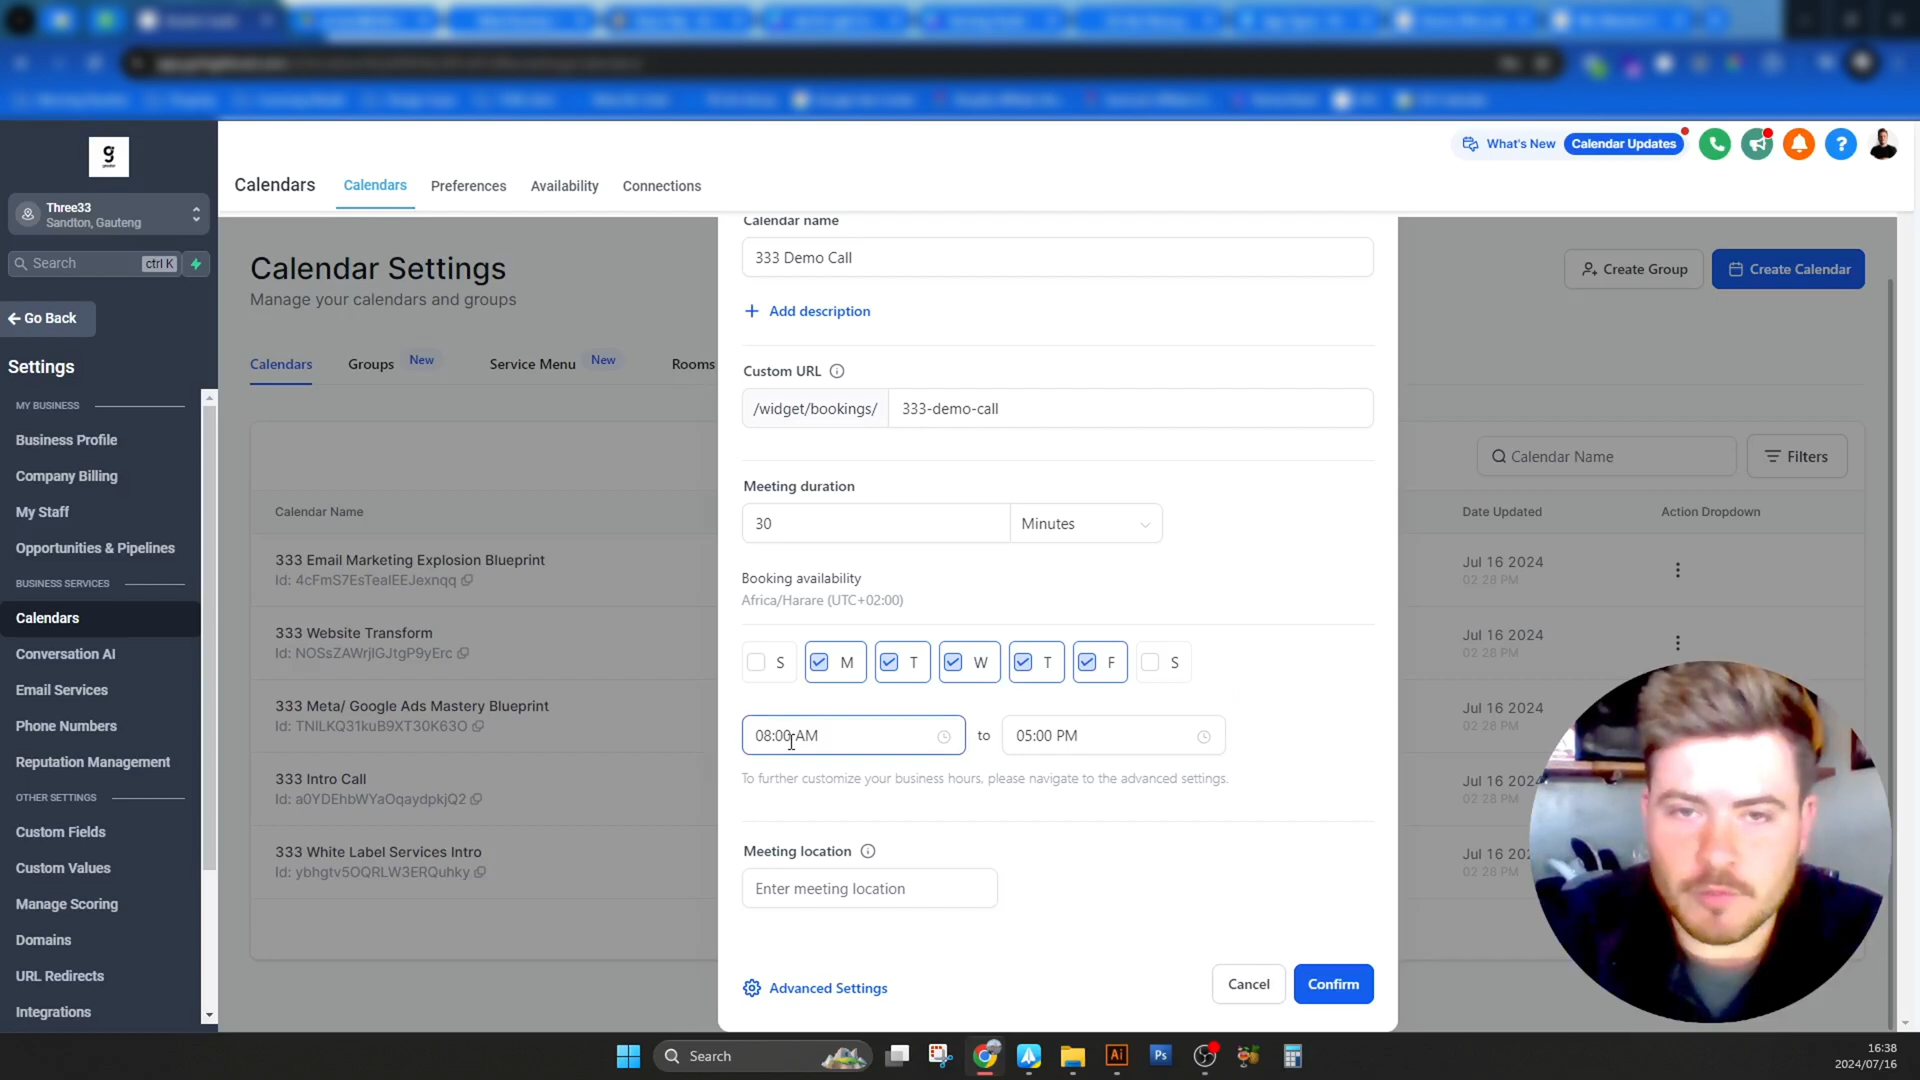 What's New
Calendar Updates
g
Three33
Sandton, Gauteng
Search
ctrl K
Go Back
Settings
MY BUSINESS
Business Profile
Company Billing
My Staff
Opportunities & Pipelines
BUSINESS SERVICES
Calendars
Conversation AI
Email Services
Phone Numbers
Reputation Management
OTHER SETTINGS
Custom Fields
Custom Values
Manage Scoring
Domains
URL Redirects
Integrations
Calendars
Calendars
Preferences
Availability
Connections
Calendar Settings
Manage your calendars and groups
Create Group
Create Calendar
Calendars
Groups
New
Service Menu
New
Rooms
Calendar Name
Filters
Calendar Name
Date Updated
Action Dropdown
333 Email Marketing Explosion Blueprint
Id: 4cFmS7EsTealEEJexnqq
Jul 16 2024
02 28 PM
333 Website Transform
Id: NOSsZAWrjlGJtgP9yErc
Jul 16 2024
02 28 PM
333 Meta/ Google Ads Mastery Blueprint
Id: TNILKQ31kuB9XT30K63O
Jul 16 2024
02 28 PM
333 Intro Call
Id: a0YDEhbWYaOqaydpkjQ2
Jul 16 2024
02 28 PM
333 White Label Services Intro
Id: ybhgtv5OQRLW3ERQuhky
Jul 16 202
02 28 PM
Calendar name
333 Demo Call
Add description
Custom URL
/widget/bookings/
333-demo-call
Meeting duration
30
Minutes
Booking availability
Africa/Harare (UTC+02:00)
S M T W T F S
08:00 AM
to
05:00 PM
To further customize your business hours, please navigate to the advanced settings.
Meeting location
Enter meeting location
Advanced Settings
Cancel
Confirm
Search
Ai
Ps
16:38
2024/07/16